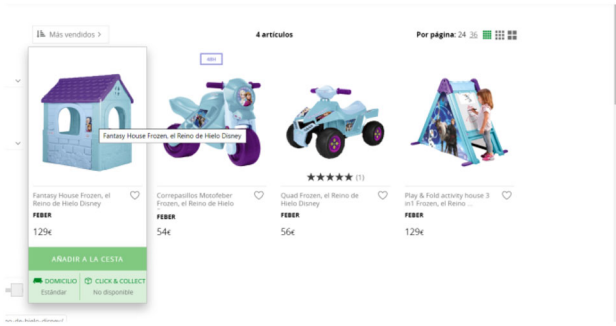 Más vendidos >
4 artículos
Por página: 24 36
Fantasy House Frozen, el Reino de Hielo Disney
(1)
Fantasy House Frozen, el
Reino de Hielo Disney
FEBER
129€
AÑADIR A LA CESTA
DOMICILIO
Estándar
CLICK & COLLECT
No disponible
Correpasillos Motofeber
Frozen, el Reino de Hielo
FEBER
54€
Quad Frozen, el Reino de
Hielo Disney
FEBER
56€
Play & Fold activity house 3
in1 Frozen, el Reino ...
FEBER
129€